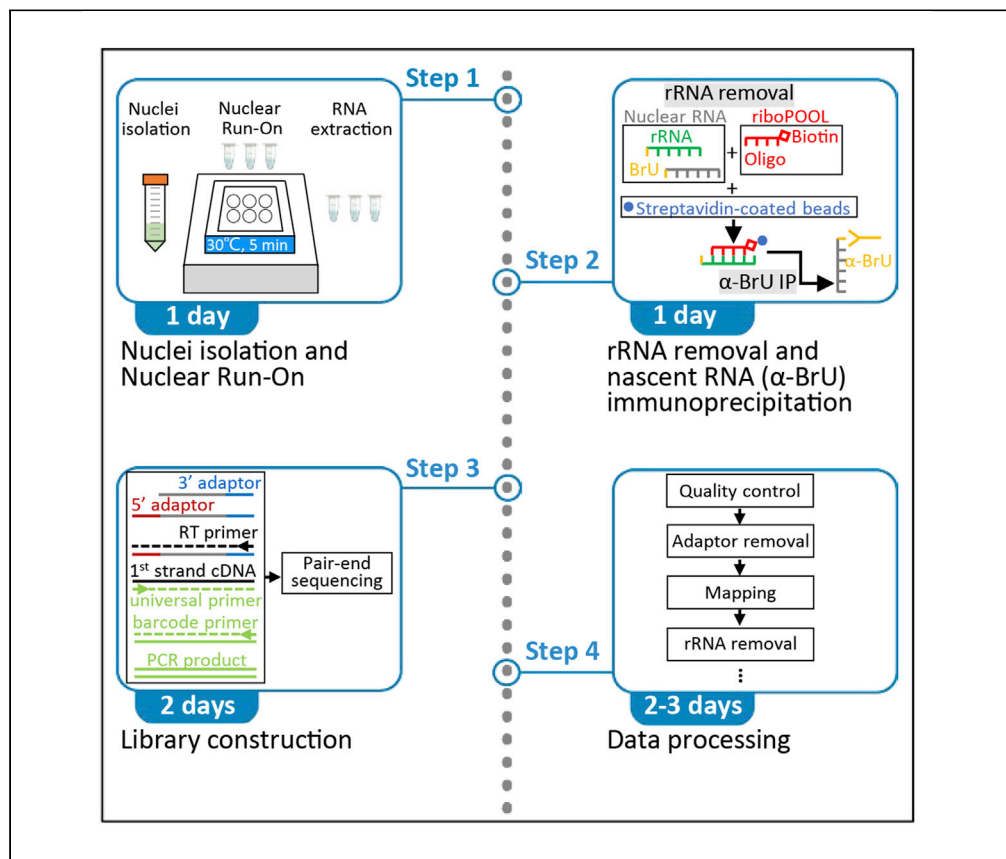 Step 1
Nuclei
isolation
Nuclear
Run-On
RNA
extraction
30℃, 5 min
1 day
Nuclei isolation and
Nuclear Run-On
Step 2
rRNA removal
Nuclear RNA
rRNA
BrU
+
riboPOOL
Biotin
Oligo
+
Streptavidin-coated beads
α-BrU IP
α-BrU
1 day
rRNA removal and
nascent RNA (α-BrU)
immunoprecipitation
Step 3
3’ adaptor
5’ adaptor
RT primer
1st strand cDNA
universal primer
barcode primer
PCR product
Pair-end
sequencing
2 days
Library construction
Step 4
Quality control
Adaptor removal
Mapping
rRNA removal
⋮
2-3 days
Data processing